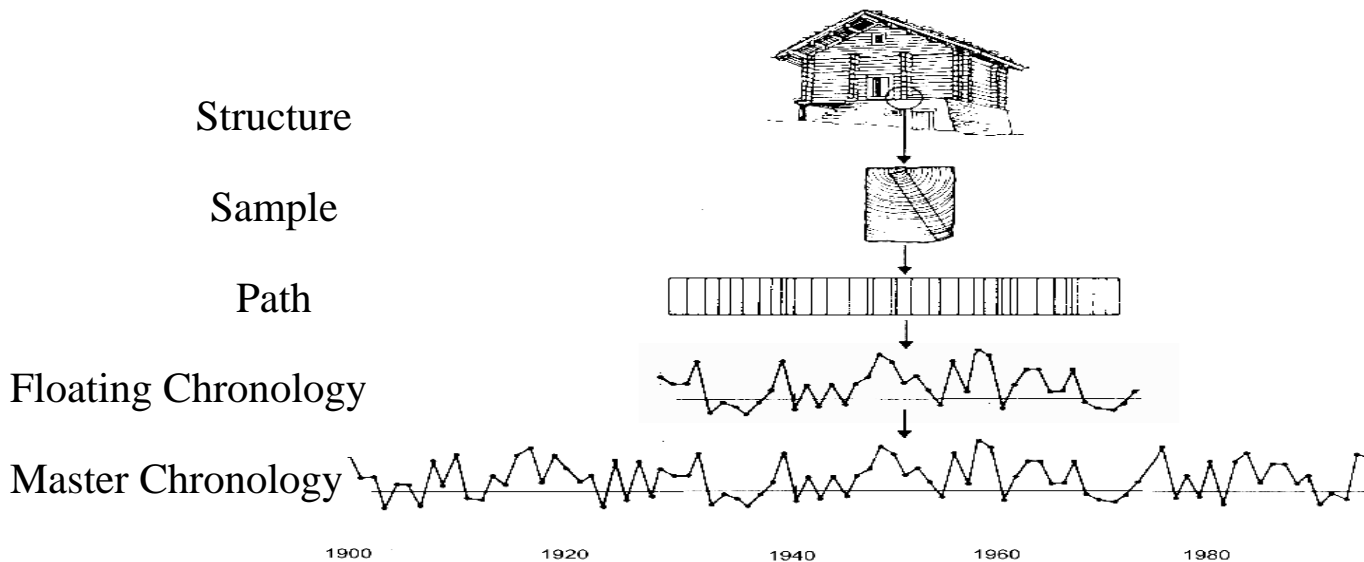 Structure
Sample
Path
Floating Chronology
Master Chronology
1900 1920 1940 1960 1980